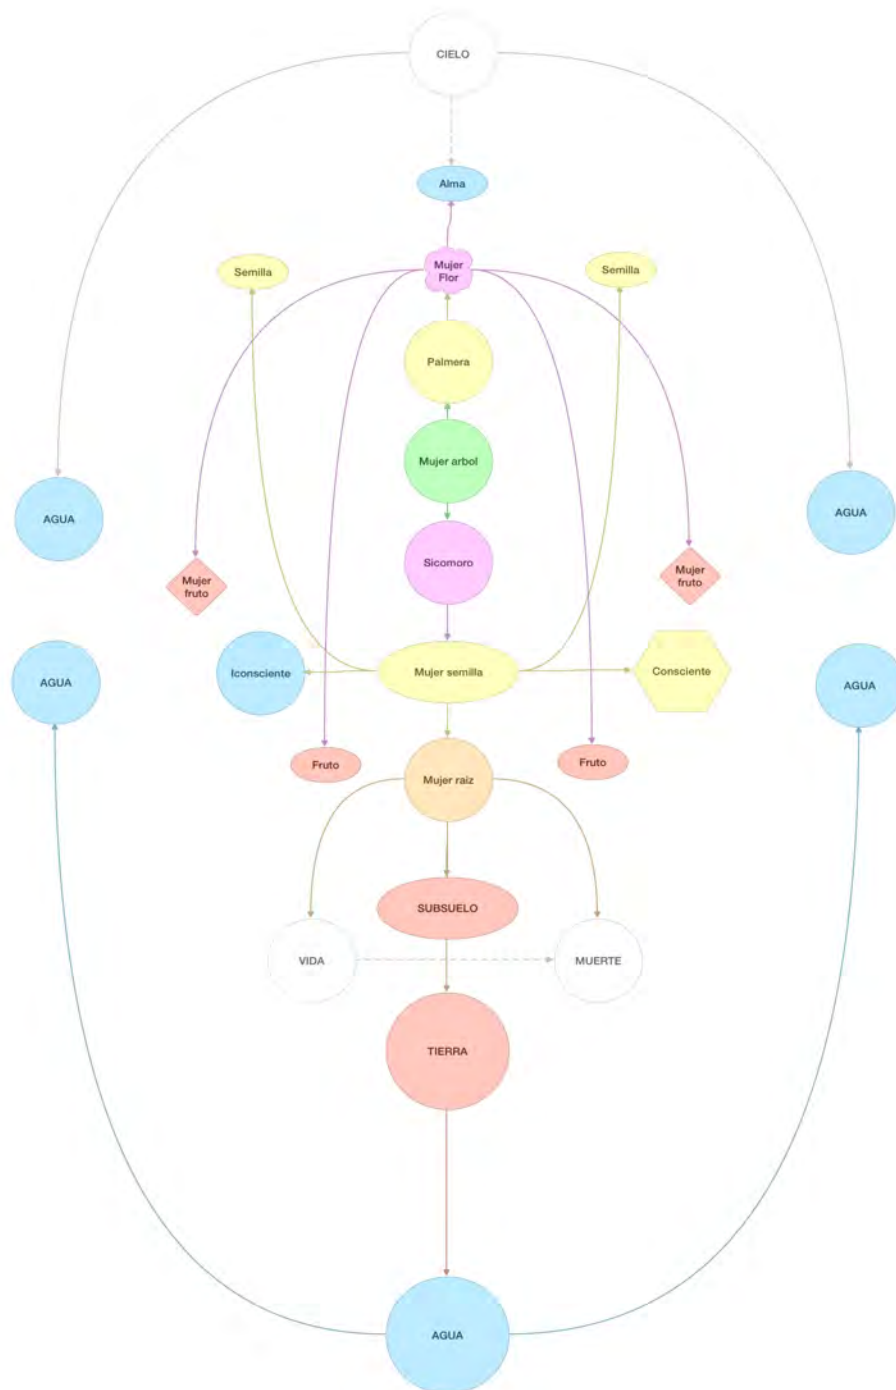 CIELO
Alma
Mujer
Flor
Semilla
Semilla
Palmera
Mujer arbol
AGUA
AGUA
Sicomoro
Mujer
fruto
Mujer
fruto
Iconsciente
Mujer semilla
Consciente
AGUA
AGUA
Fruto
Mujer raiz
Fruto
SUBSUELO
VIDA
MUERTE
TIERRA
AGUA